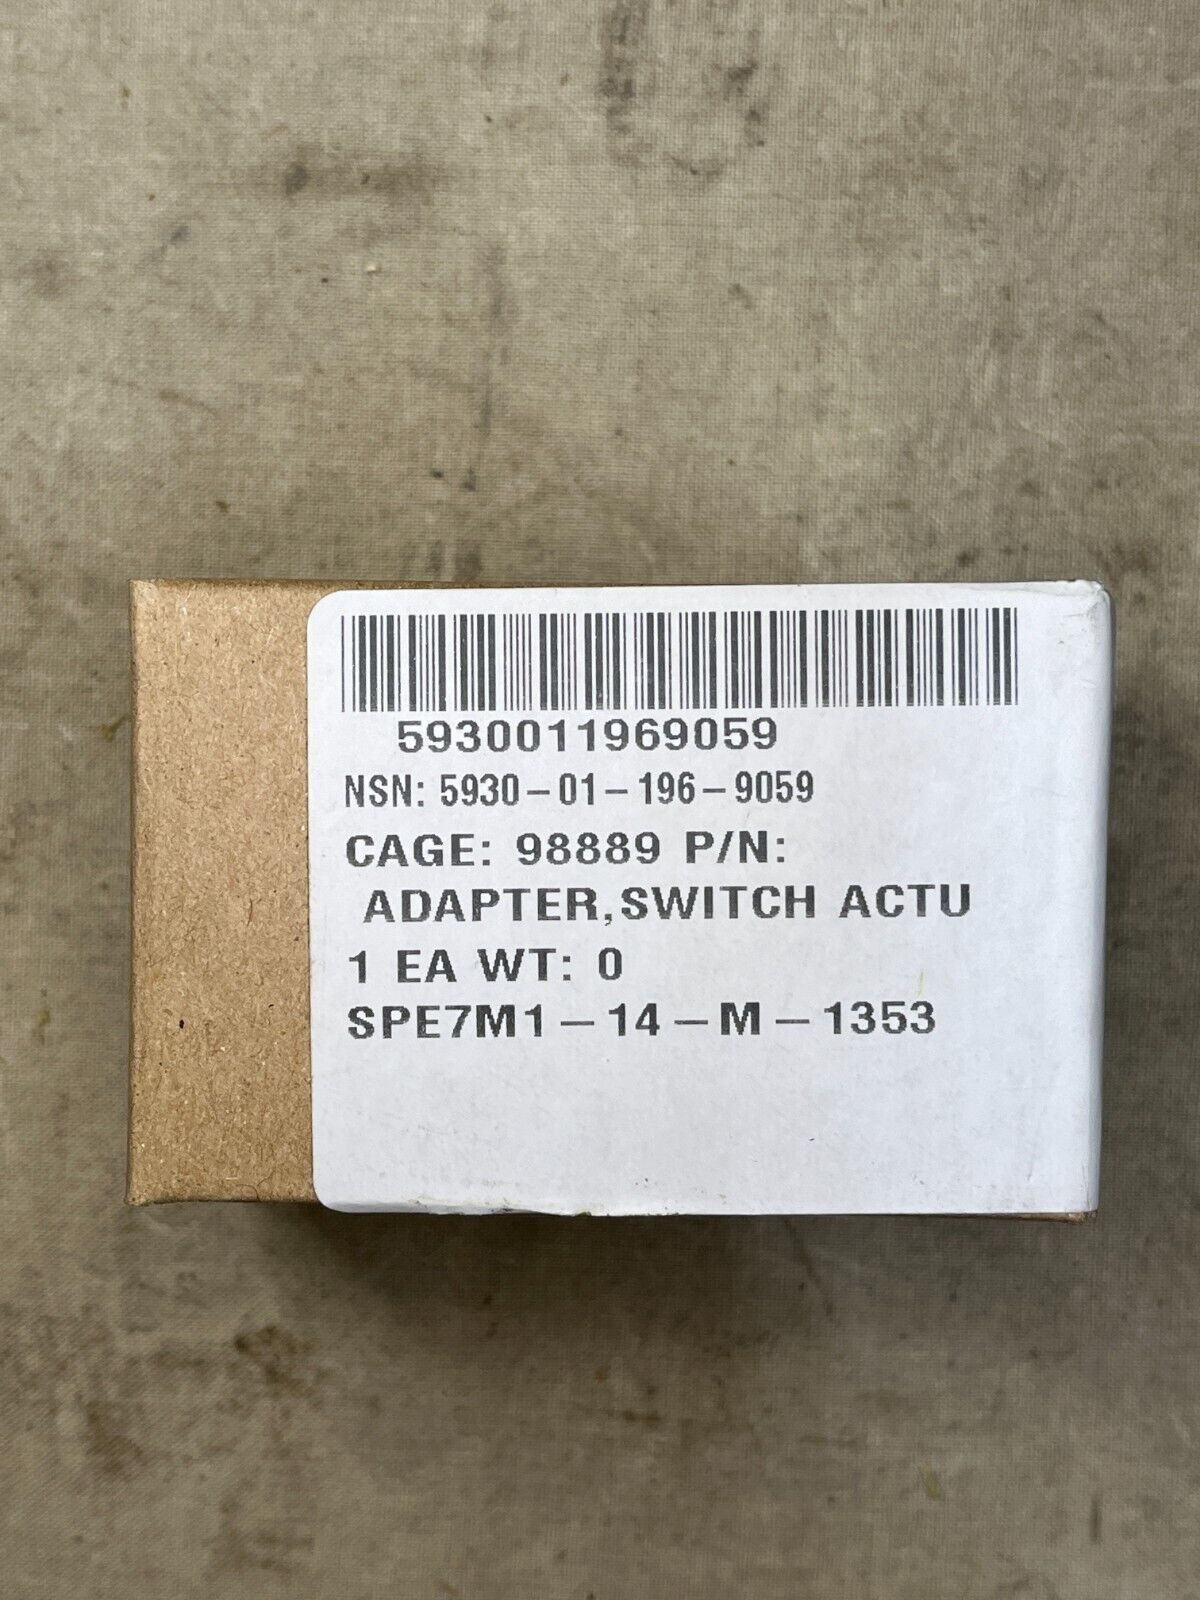 5930011969059
NSN: 5930-01-196-9059
CAGE: 98889 P/N:
ADAPTER,SWITCH ACTU
1 EA WT: 0
SPE7M1-14-M-1353